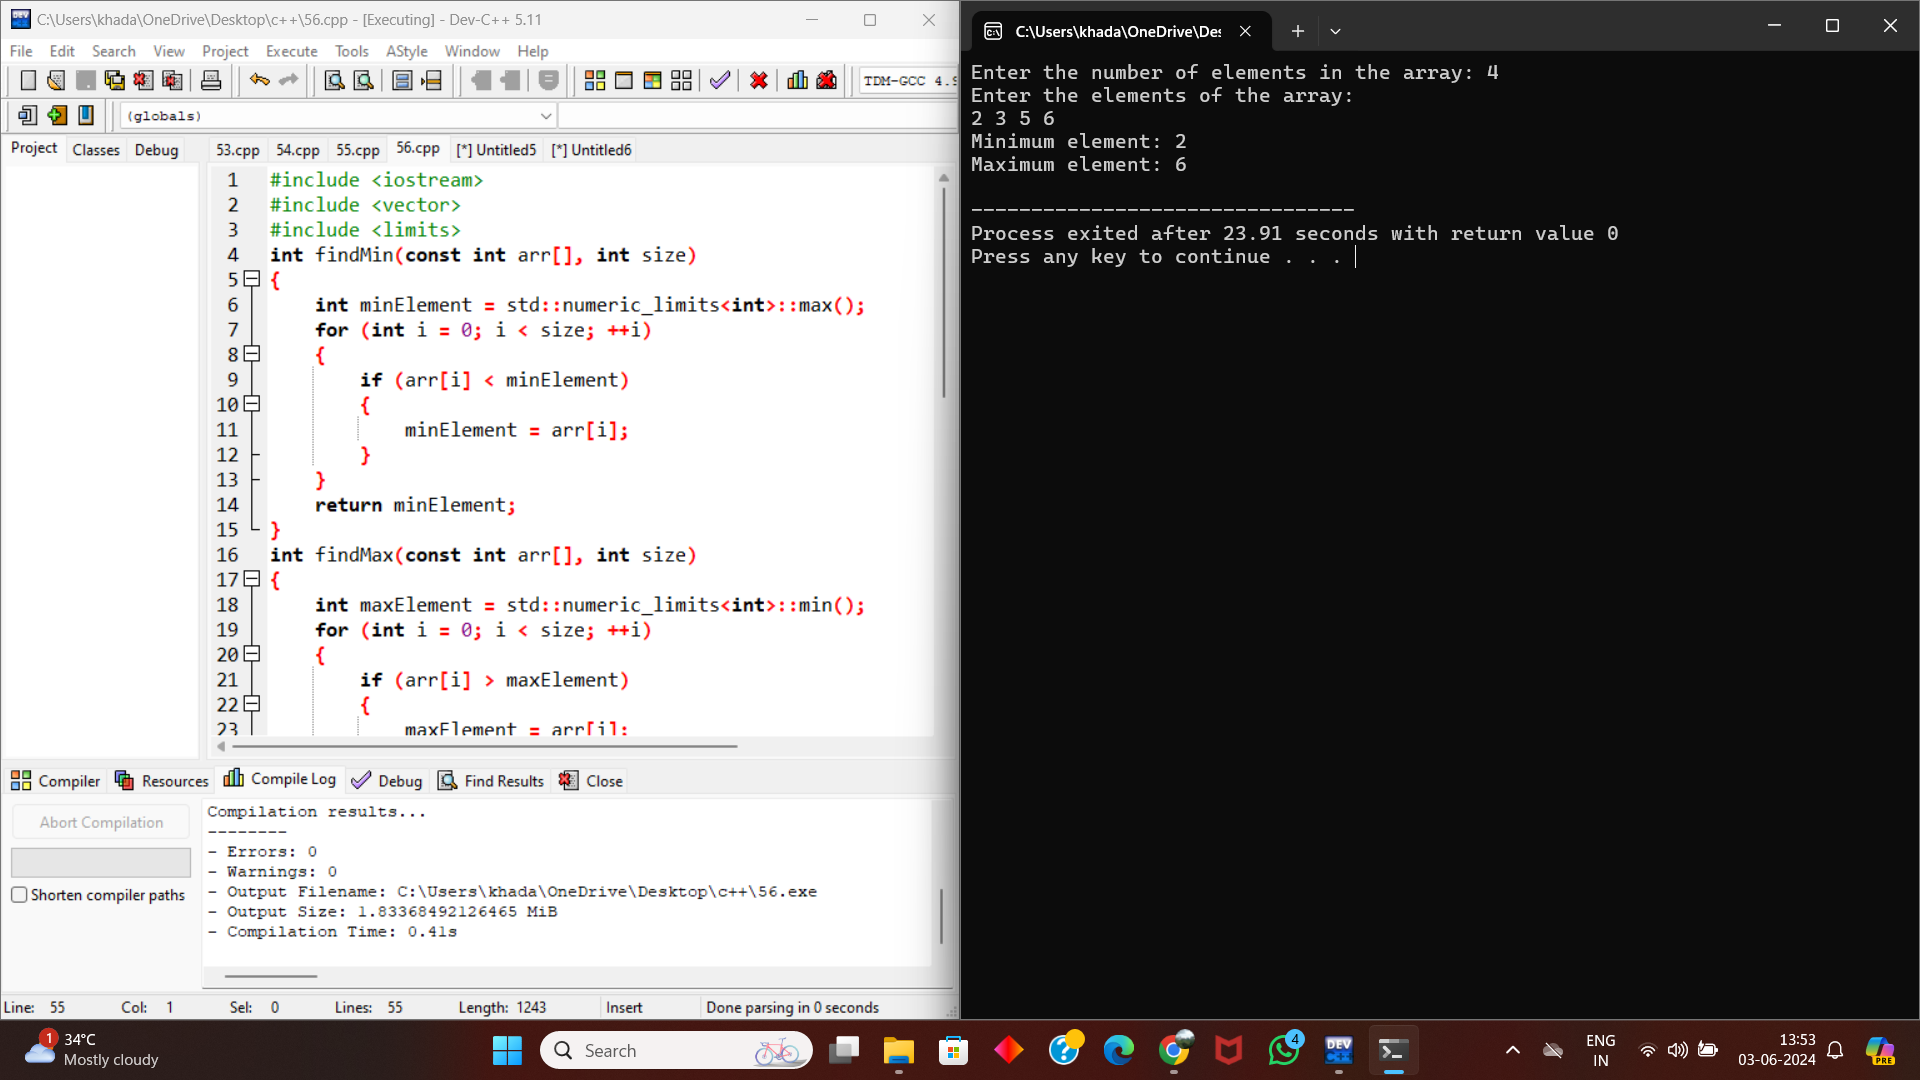 C:\Users\khada\OneDrive\Desktop\c++\56.cpp - [Executing] - Dev-C++ 5.11
File Edit Search View Project Execute Tools AStyle Window Help
TDM-GCC 4.9
(globals)
Project Classes Debug
53.cpp 54.cpp 55.cpp 56.cpp [*] Untitled5 [*] Untitled6
1 #include <iostream>
2 #include <vector>
3 #include <limits>
4 int findMin(const int arr[], int size)
5 {
6 int minElement = std::numeric_limits<int>::max();
7 for (int i = 0; i < size; ++i)
8 {
9 if (arr[i] < minElement)
10 {
11 minElement = arr[i];
12 }
13 }
14 return minElement;
15 }
16 int findMax(const int arr[], int size)
17 {
18 int maxElement = std::numeric_limits<int>::min();
19 for (int i = 0; i < size; ++i)
20 {
21 if (arr[i] > maxElement)
22 {
23 maxElement = arr[i];
Compiler Resources Compile Log Debug Find Results Close
Abort Compilation
Shorten compiler paths
Compilation results...
--------
- Errors: 0
- Warnings: 0
- Output Filename: C:\Users\khada\OneDrive\Desktop\c++\56.exe
- Output Size: 1.83368492126465 MiB
- Compilation Time: 0.41s
Line: 55 Col: 1 Sel: 0 Lines: 55 Length: 1243 Insert Done parsing in 0 seconds
C:\Users\khada\OneDrive\Des
Enter the number of elements in the array: 4
Enter the elements of the array:
2 3 5 6
Minimum element: 2
Maximum element: 6
--------------------------------
Process exited after 23.91 seconds with return value 0
Press any key to continue . . .
1
34°C
Mostly cloudy
Search
4
DEV
C++
ENG
IN
13:53
03-06-2024
PRE